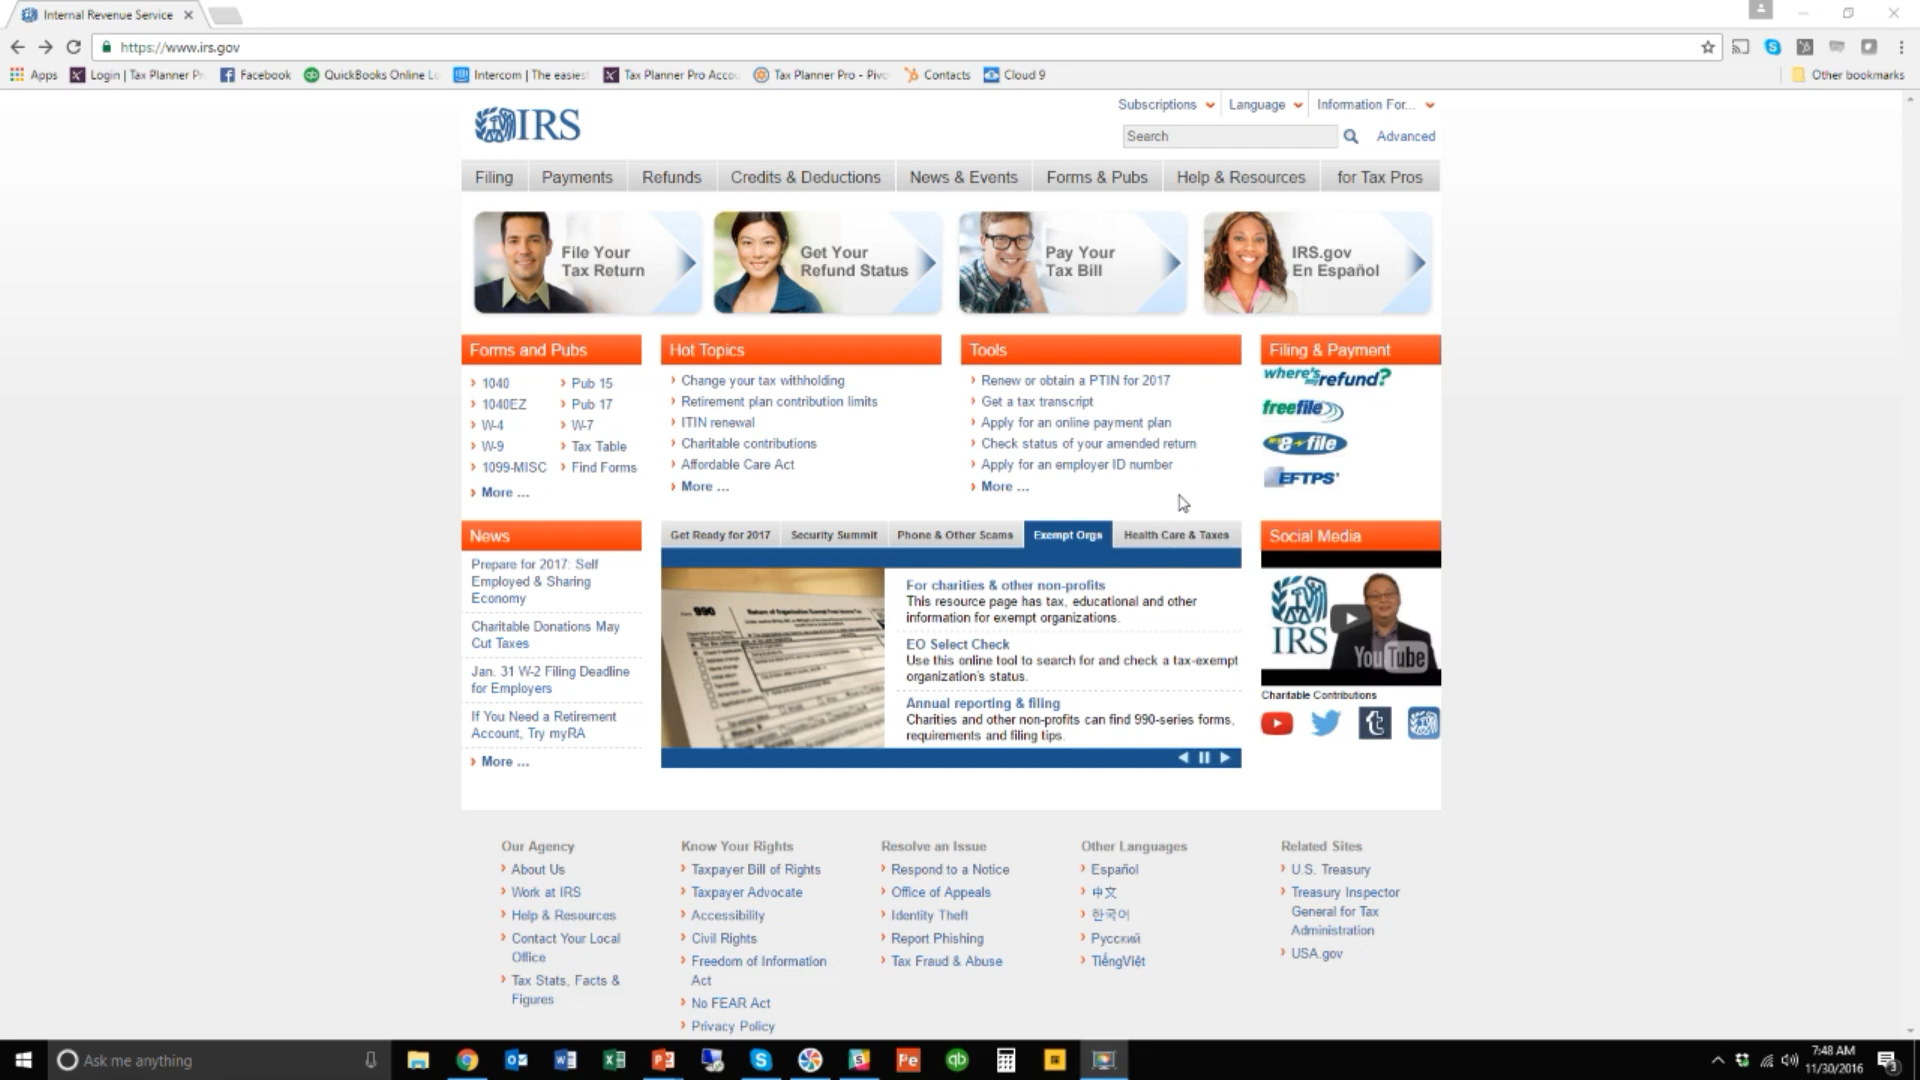 Internal Revenue Service
https://www.irs.gov
Apps
Login | Tax Planner Pr
Facebook
QuickBooks Online Lo
Intercom | The easiest
Tax Planner Pro Acco
Tax Planner Pro - Pivo
Contacts
Cloud 9
Other bookmarks
IRS
Subscriptions
Language
Information For...
Search
Advanced
Filing
Payments
Refunds
Credits & Deductions
News & Events
Forms & Pubs
Help & Resources
for Tax Pros
File Your
Tax Return
Get Your
Refund Status
Pay Your
Tax Bill
IRS.gov
En Español
Forms and Pubs
1040
Pub 15
1040EZ
Pub 17
W-4
W-7
W-9
Tax Table
1099-MISC
Find Forms
More ...
Hot Topics
Change your tax withholding
Retirement plan contribution limits
ITIN renewal
Charitable contributions
Affordable Care Act
More ...
Tools
Renew or obtain a PTIN for 2017
Get a tax transcript
Apply for an online payment plan
Check status of your amended return
Apply for an employer ID number
More ...
Filing & Payment
where's my refund?
freefile
e-file
EFTPS
News
Prepare for 2017: Self
Employed & Sharing
Economy
Charitable Donations May
Cut Taxes
Jan. 31 W-2 Filing Deadline
for Employers
If You Need a Retirement
Account, Try myRA
More ...
Get Ready for 2017
Security Summit
Phone & Other Scams
Exempt Orgs
Health Care & Taxes
990
For charities & other non-profits
This resource page has tax, educational and other
information for exempt organizations.
EO Select Check
Use this online tool to search for and check a tax-exempt
organization's status.
Annual reporting & filing
Charities and other non-profits can find 990-series forms,
requirements and filing tips.
Social Media
IRS
YouTube
Charitable Contributions
Our Agency
About Us
Work at IRS
Help & Resources
Contact Your Local
Office
Tax Stats, Facts &
Figures
Know Your Rights
Taxpayer Bill of Rights
Taxpayer Advocate
Accessibility
Civil Rights
Freedom of Information
Act
No FEAR Act
Privacy Policy
Resolve an Issue
Respond to a Notice
Office of Appeals
Identity Theft
Report Phishing
Tax Fraud & Abuse
Other Languages
Español
中文
한국어
Русский
TiếngViệt
Related Sites
U.S. Treasury
Treasury Inspector
General for Tax
Administration
USA.gov
Ask me anything
7:48 AM
11/30/2016